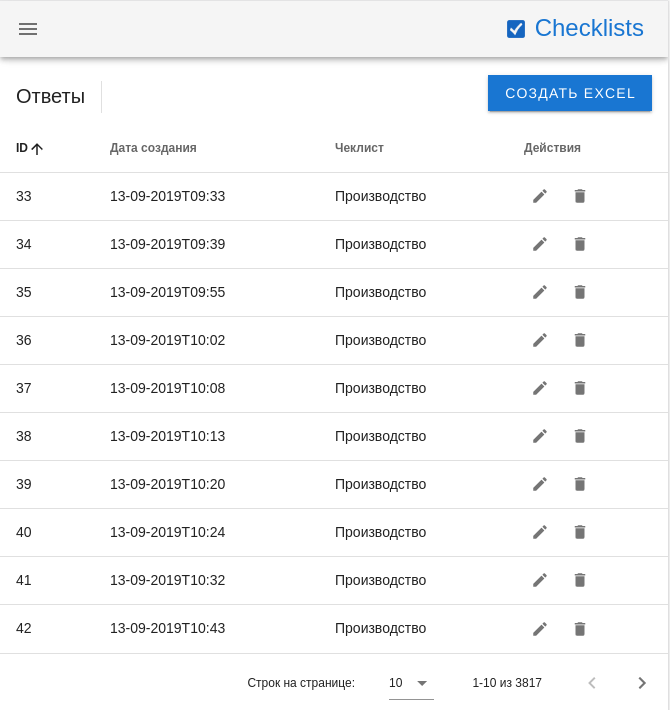 Checklists
Ответы
СОЗДАТЬ EXCEL
ID Дата создания Чеклист Действия
33 13-09-2019T09:33 Производство
34 13-09-2019T09:39 Производство
35 13-09-2019T09:55 Производство
36 13-09-2019T10:02 Производство
37 13-09-2019T10:08 Производство
38 13-09-2019T10:13 Производство
39 13-09-2019T10:20 Производство
40 13-09-2019T10:24 Производство
41 13-09-2019T10:32 Производство
42 13-09-2019T10:43 Производство
Строк на странице: 10 1-10 из 3817